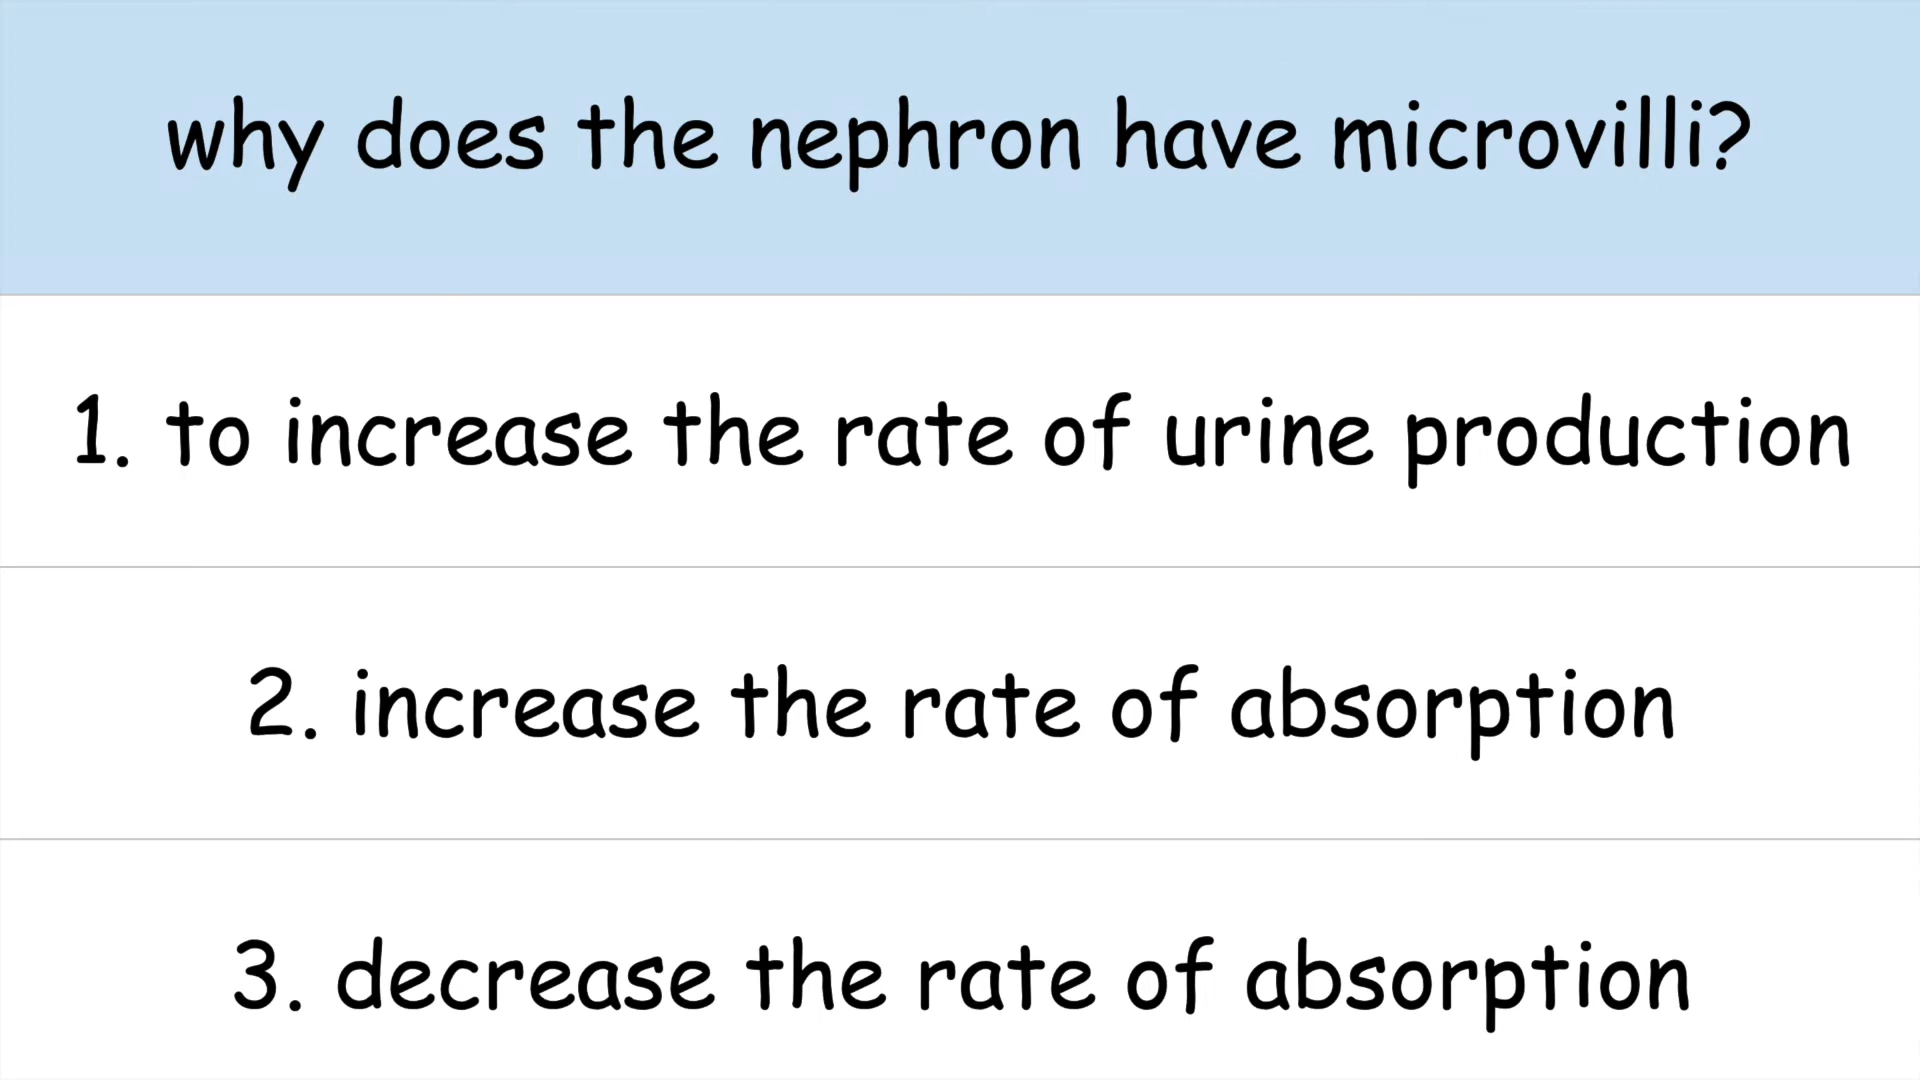 why does the nephron have microvilli?
1. to increase the rate of urine production
2. increase the rate of absorption
3. decrease the rate of absorption